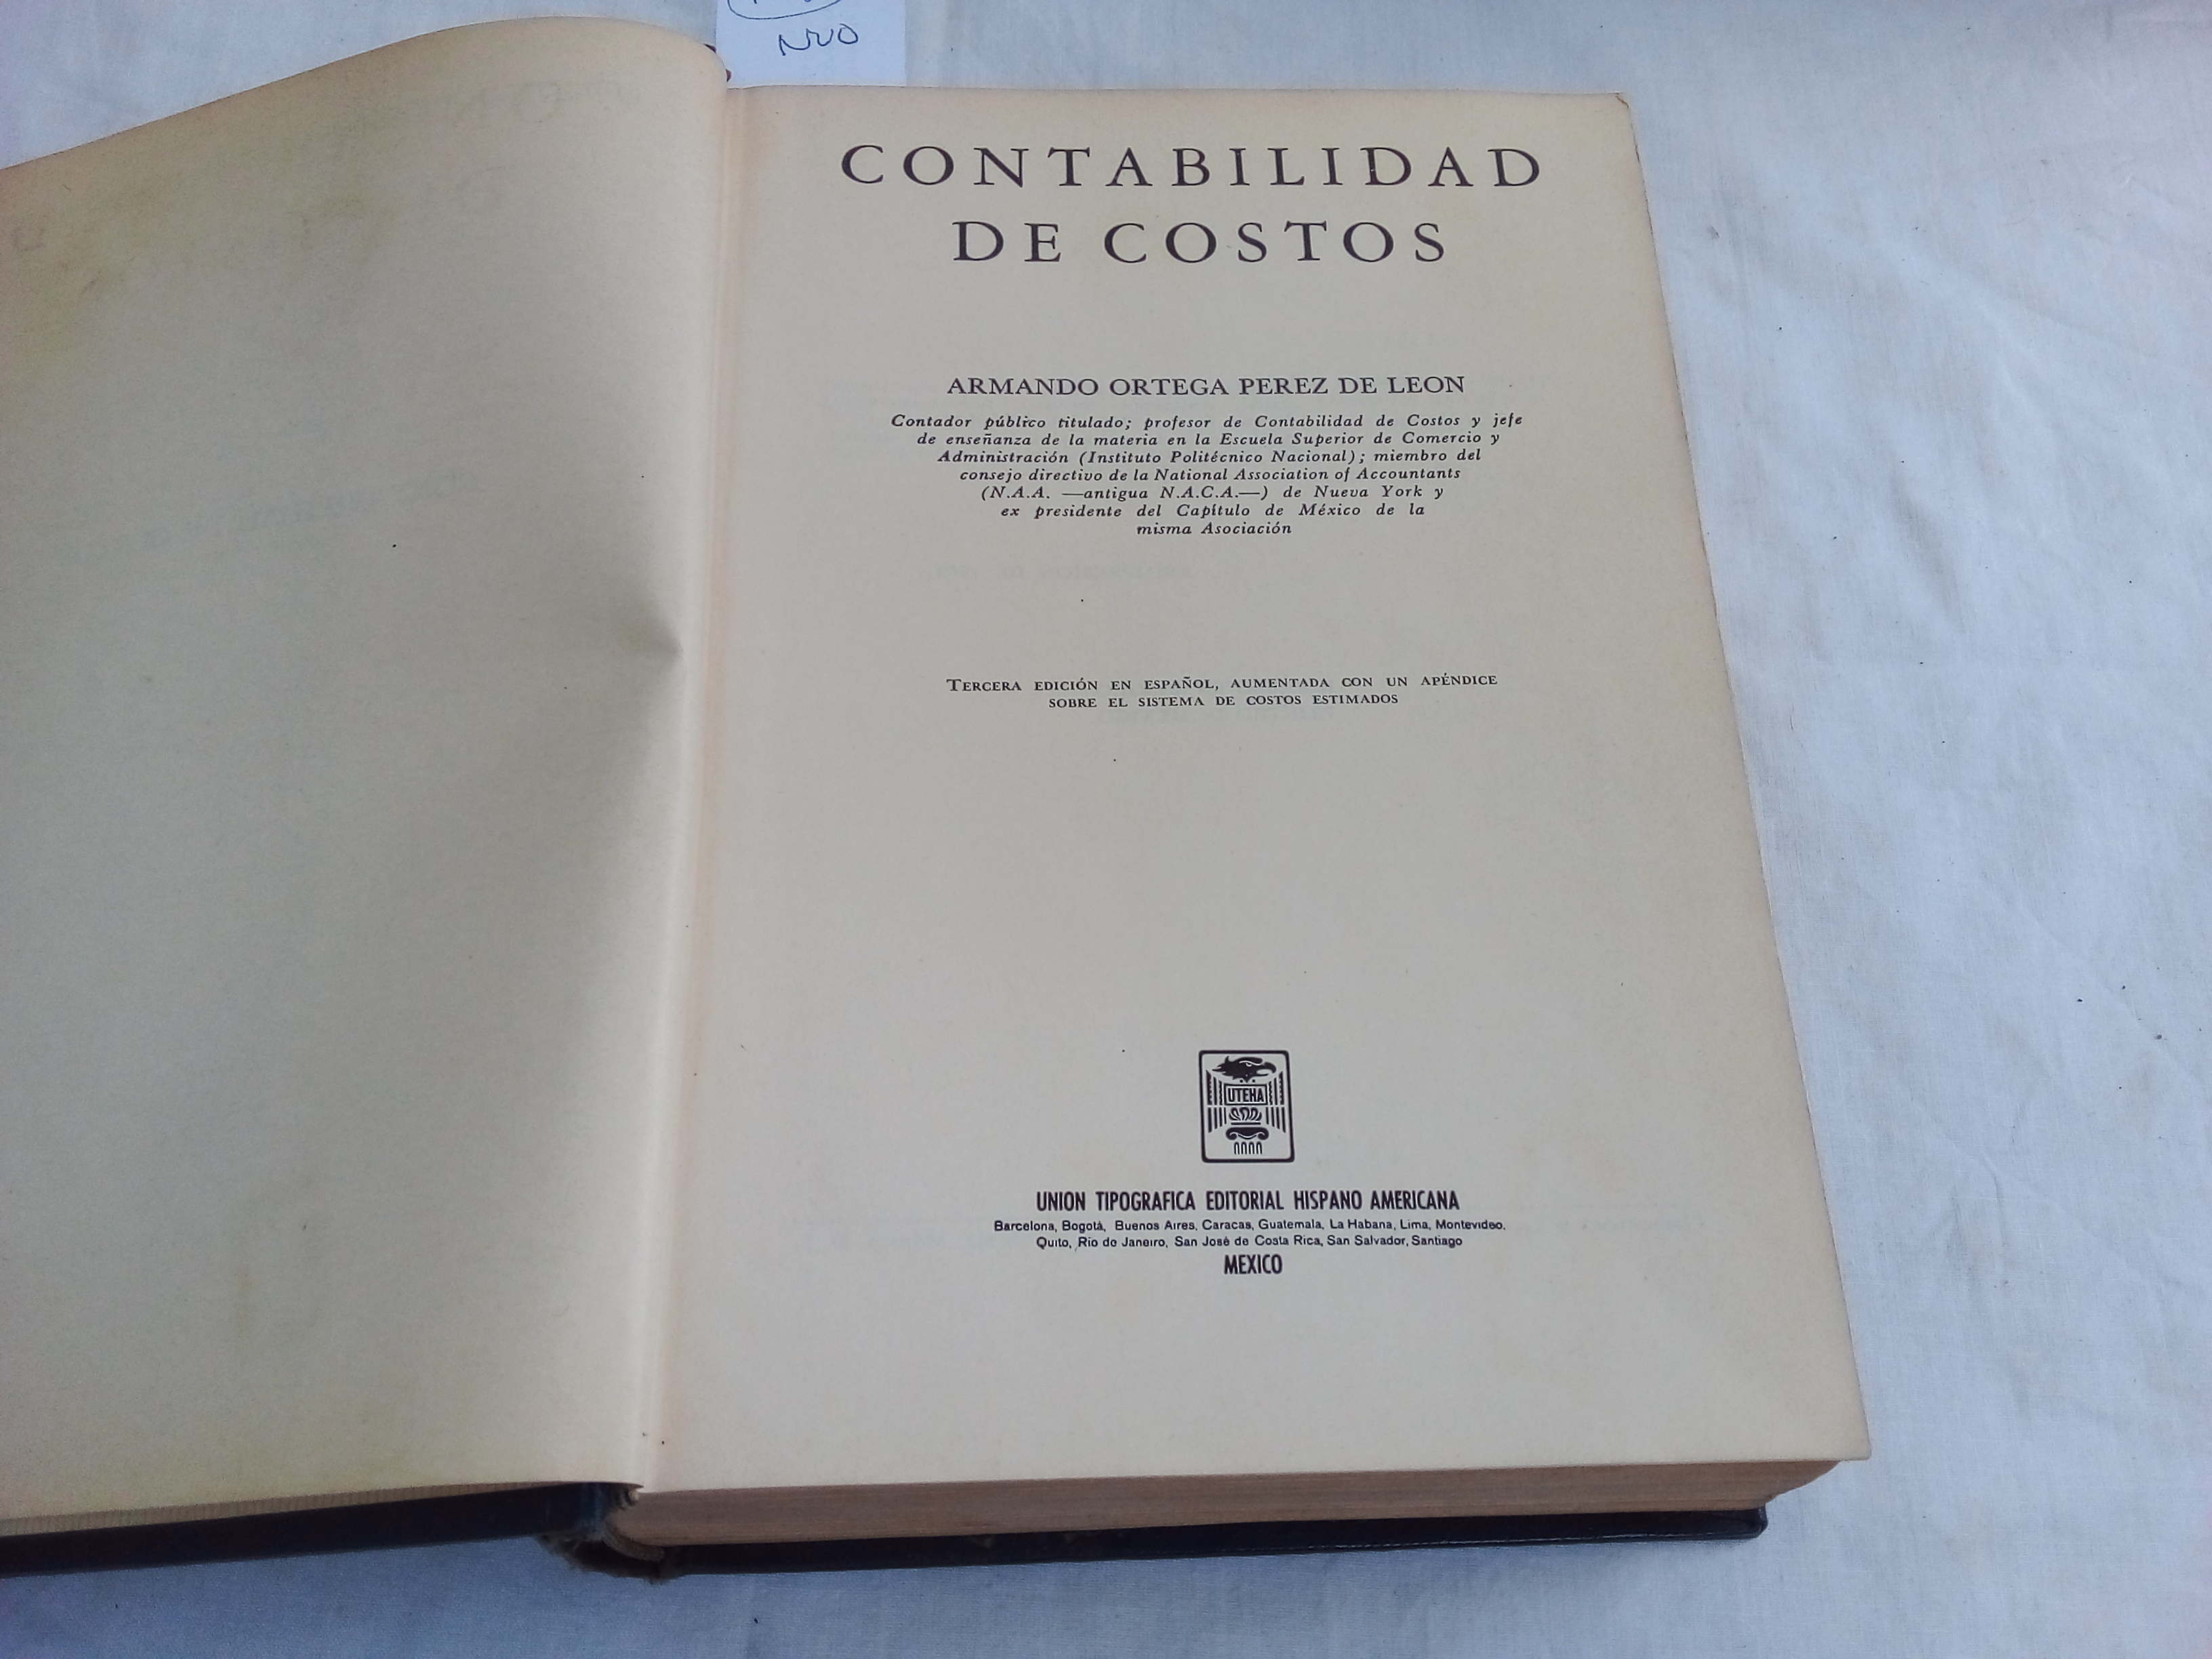 NVO
CONTABILIDAD
DE COSTOS
ARMANDO ORTEGA PEREZ DE LEON
Contador público titulado; profesor de Contabilidad de Costos y jefe
de enseñanza de la materia en la Escuela Superior de Comercio y
Administración (Instituto Politécnico Nacional); miembro del
consejo directivo de la National Association of Accountants
(N.A.A. —antigua N.A.C.A.—) de Nueva York y
ex presidente del Capítulo de México de la
misma Asociación
TERCERA EDICIÓN EN ESPAÑOL, AUMENTADA CON UN APÉNDICE
SOBRE EL SISTEMA DE COSTOS ESTIMADOS
UTEHA
UNION TIPOGRAFICA EDITORIAL HISPANO AMERICANA
Barcelona, Bogotá, Buenos Aires, Caracas, Guatemala, La Habana, Lima, Montevideo,
Quito, Río de Janeiro, San José de Costa Rica, San Salvador, Santiago
MEXICO